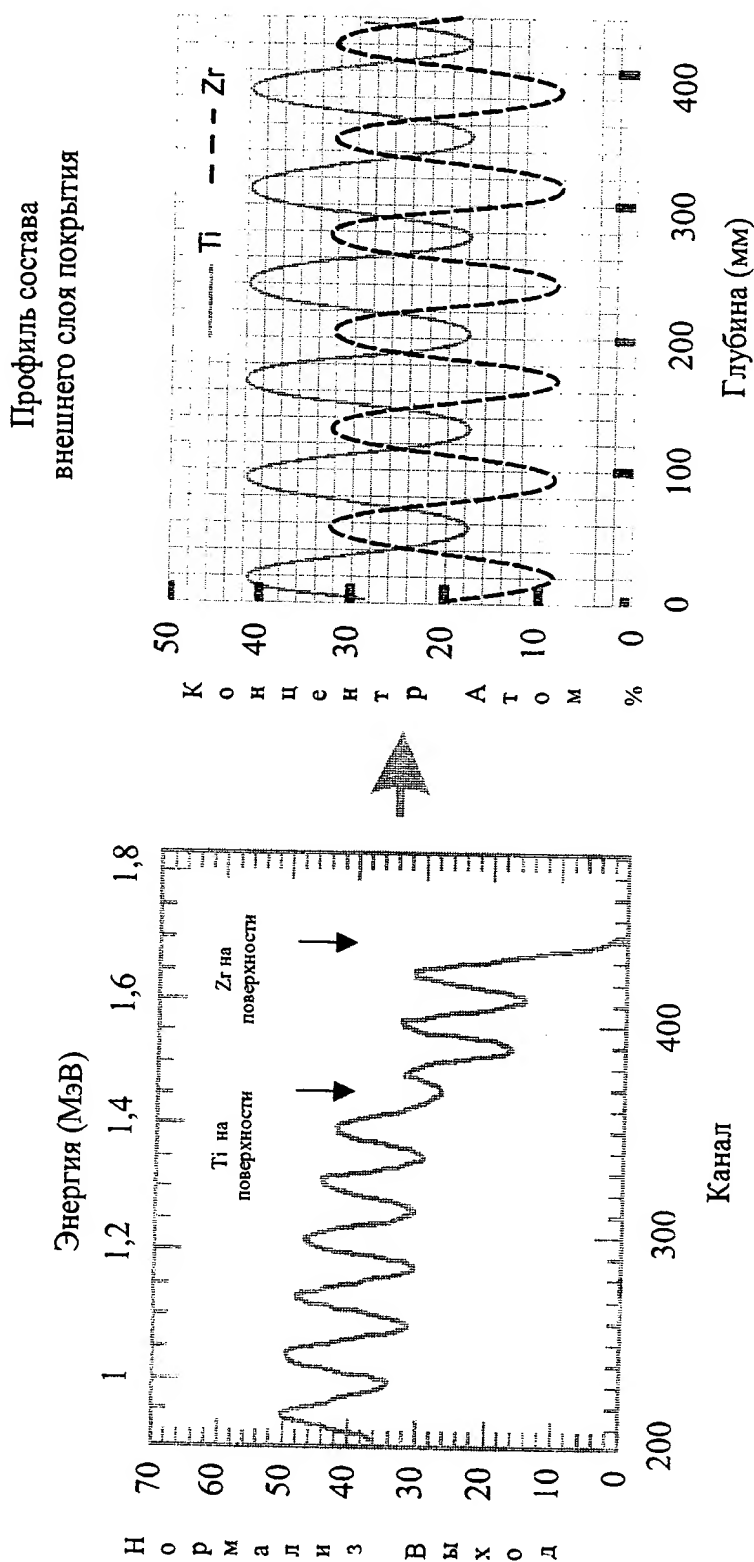 Энергия (МэВ)
1 1,2 1,4 1,6 1,8
Нормализ Выход
70
60
50
40
30
20
10
0
Ti на
поверхности
Zr на
поверхности
200 300 400
Канал
Профиль состава
внешнего слоя покрытия
Ti Zr
Концентр Атом %
50
40
30
20
10
0
0 100 200 300 400
Глубина (мм)